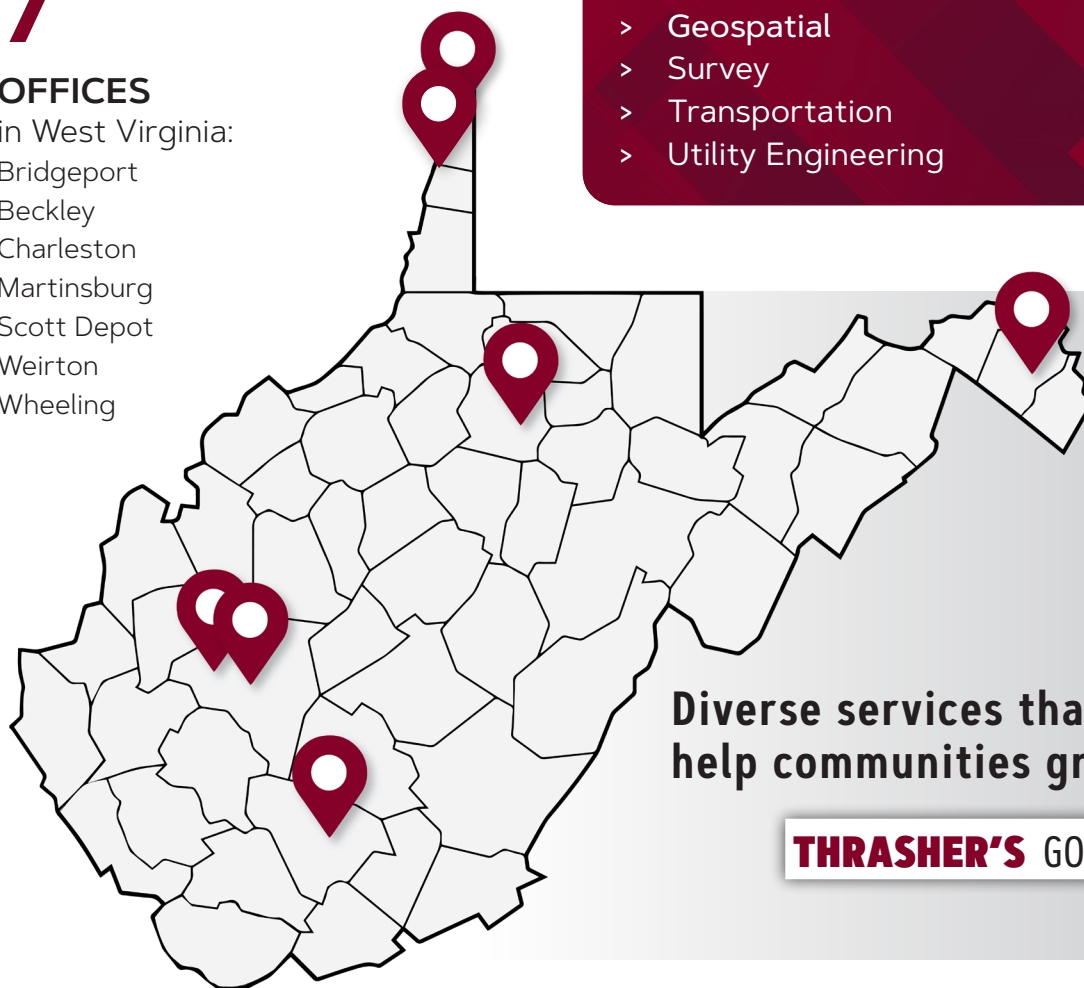 7
OFFICES
in West Virginia:
Bridgeport
Beckley
Charleston
Martinsburg
Scott Depot
Weirton
Wheeling
> Geospatial
> Survey
> Transportation
> Utility Engineering
Diverse services tha
help communities gr
THRASHER'S GO